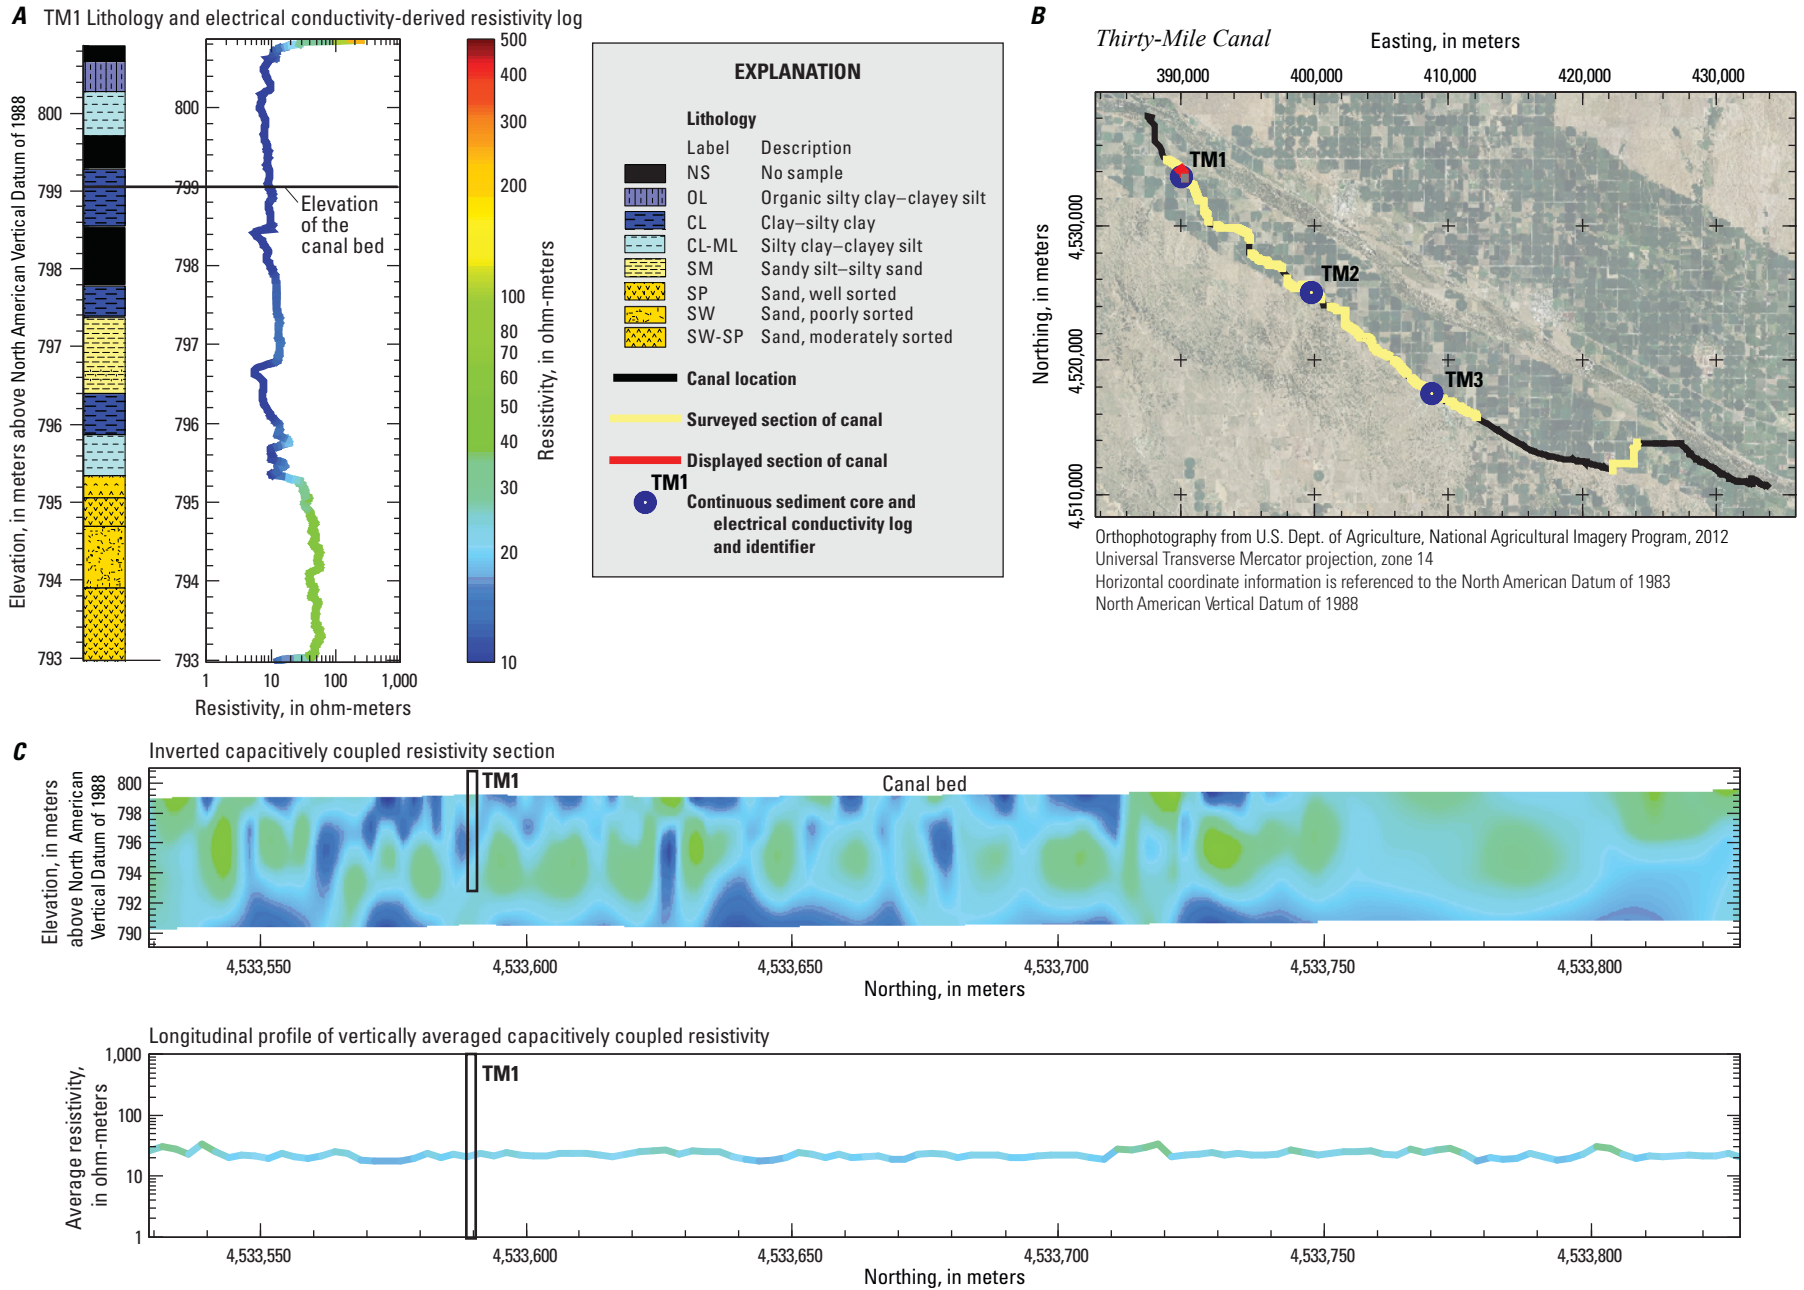 A TM1 Lithology and electrical conductivity-derived resistivity log
Elevation, in meters above North American Vertical Datum of 1988
800
799
798
797
796
795
794
793
800
799
798
797
796
795
794
793
Elevation
of the
canal bed
1 10 100 1,000
Resistivity, in ohm-meters
500
400
300
200
100
80
70
60
50
40
30
20
10
Resistivity, in ohm-meters
EXPLANATION
Lithology
Label Description
NS No sample
OL Organic silty clay–clayey silt
CL Clay–silty clay
CL-ML Silty clay–clayey silt
SM Sandy silt–silty sand
SP Sand, well sorted
SW Sand, poorly sorted
SW-SP Sand, moderately sorted
Canal location
Surveyed section of canal
Displayed section of canal
TM1
Continuous sediment core and
electrical conductivity log
and identifier
B
Thirty-Mile Canal
Easting, in meters
390,000 400,000 410,000 420,000 430,000
Northing, in meters
4,530,000
4,520,000
4,510,000
TM1
TM2
TM3
Orthophotography from U.S. Dept. of Agriculture, National Agricultural Imagery Program, 2012
Universal Transverse Mercator projection, zone 14
Horizontal coordinate information is referenced to the North American Datum of 1983
North American Vertical Datum of 1988
C
Inverted capacitively coupled resistivity section
Elevation, in meters
above North American
Vertical Datum of 1988
800
798
796
794
792
790
TM1
Canal bed
4,533,550 4,533,600 4,533,650 4,533,700 4,533,750 4,533,800
Northing, in meters
Longitudinal profile of vertically averaged capacitively coupled resistivity
Average resistivity,
in ohm-meters
1,000
100
10
1
TM1
4,533,550 4,533,600 4,533,650 4,533,700 4,533,750 4,533,800
Northing, in meters